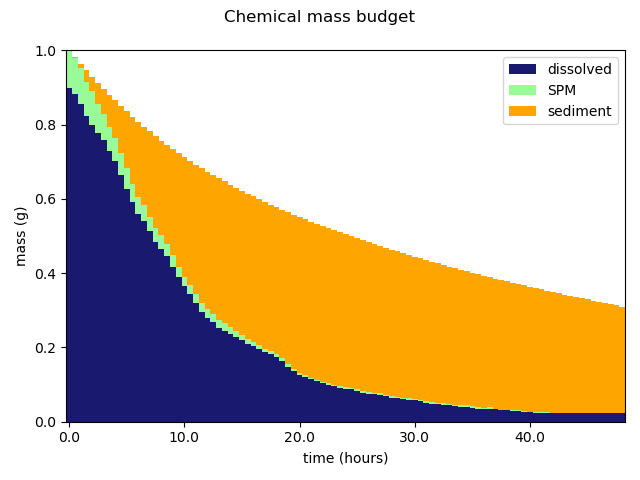 Chemical mass budget
dissolved
SPM
sediment
mass (g)
1.0
0.8
0.6
0.4
0.2
0.0
0.0 10.0 20.0 30.0 40.0
time (hours)